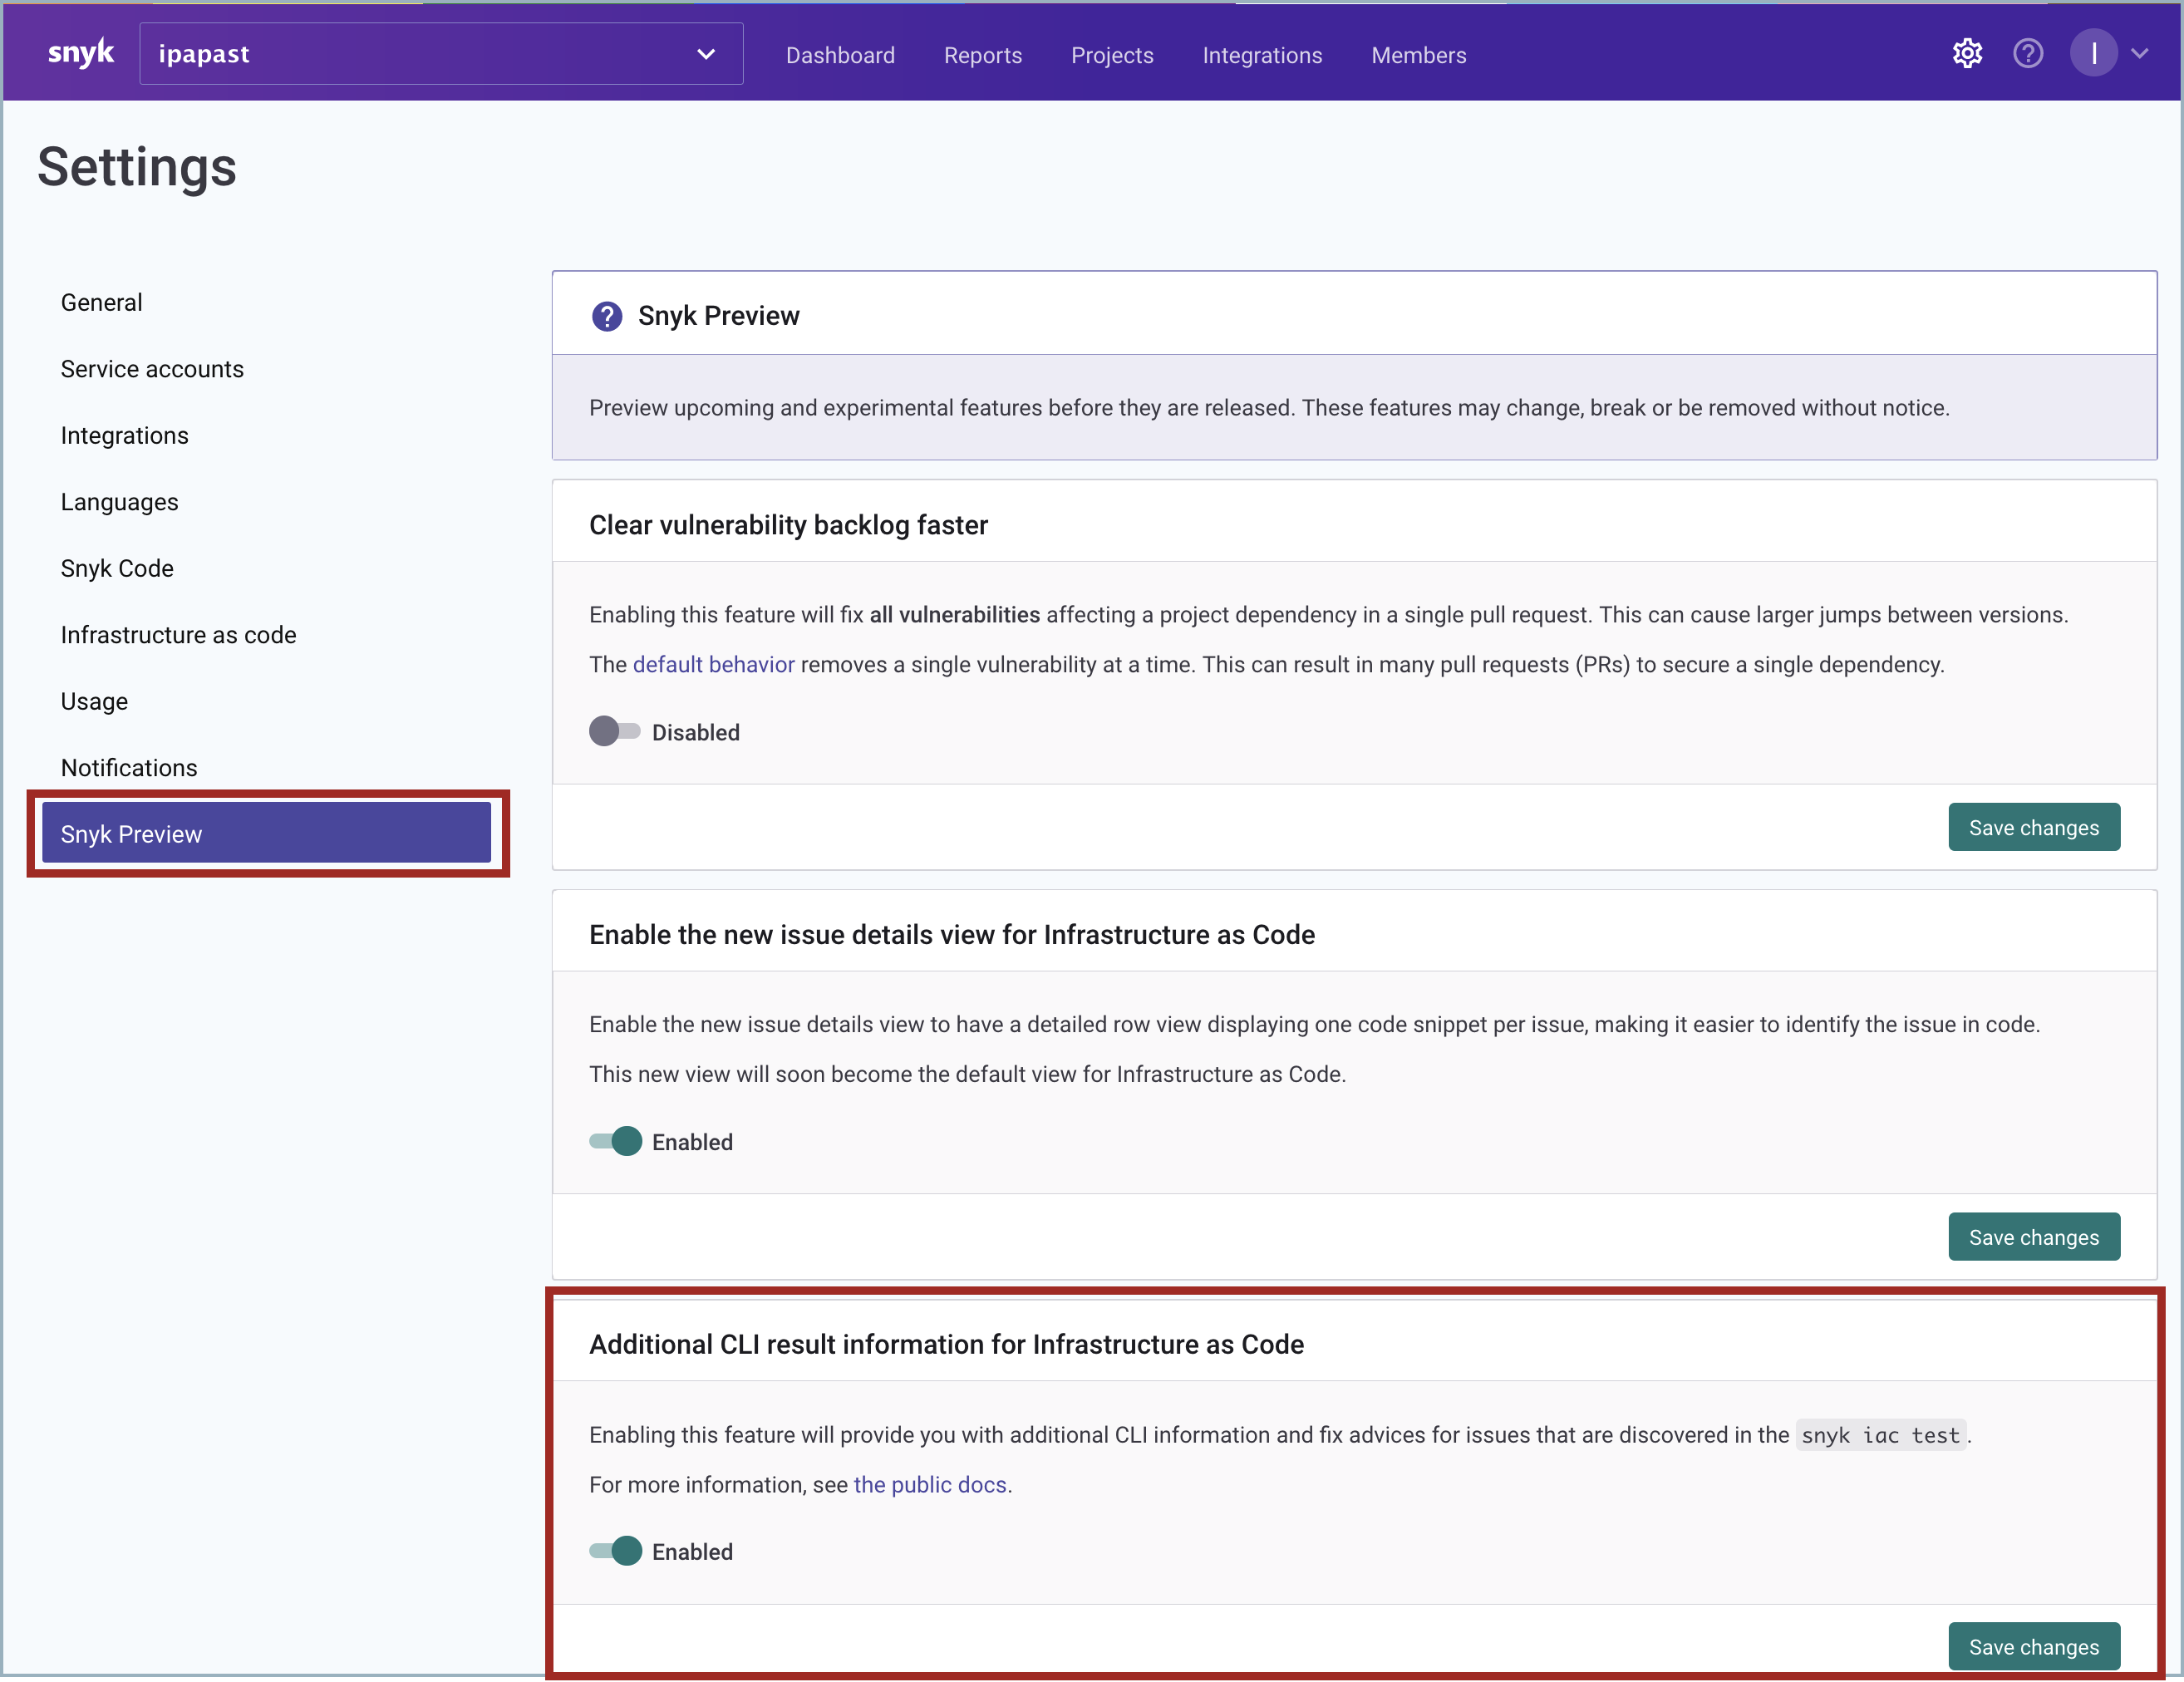 snyk
ipapast
Dashboard
Reports
Projects
Integrations
Members
?
I
Settings
General
Service accounts
Integrations
Languages
Snyk Code
Infrastructure as code
Usage
Notifications
Snyk Preview
? Snyk Preview
Preview upcoming and experimental features before they are released. These features may change, break or be removed without notice.
Clear vulnerability backlog faster
Enabling this feature will fix all vulnerabilities affecting a project dependency in a single pull request. This can cause larger jumps between versions.
The default behavior removes a single vulnerability at a time. This can result in many pull requests (PRs) to secure a single dependency.
Disabled
Save changes
Enable the new issue details view for Infrastructure as Code
Enable the new issue details view to have a detailed row view displaying one code snippet per issue, making it easier to identify the issue in code.
This new view will soon become the default view for Infrastructure as Code.
Enabled
Save changes
Additional CLI result information for Infrastructure as Code
Enabling this feature will provide you with additional CLI information and fix advices for issues that are discovered in the snyk iac test.
For more information, see the public docs.
Enabled
Save changes